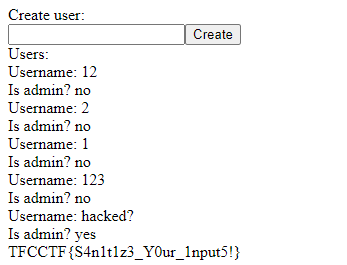 Create user:
Create
Users:
Username: 12
Is admin? no
Username: 2
Is admin? no
Username: 1
Is admin? no
Username: 123
Is admin? no
Username: hacked?
Is admin? yes
TFCCTF{S4n1t1z3_Y0ur_1nput5!}